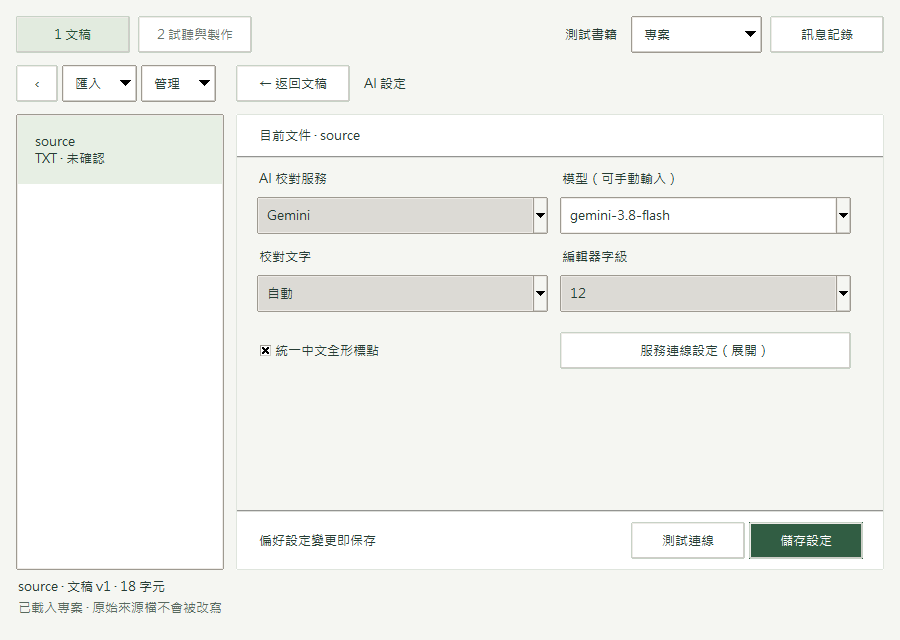 1 文稿
2 試聽與製作
測試書籍
專案
訊息記錄
‹
匯入
管理
← 返回文稿
AI 設定
source
TXT · 未確認
目前文件 · source
AI 校對服務
模型（可手動輸入）
Gemini
gemini-3.8-flash
校對文字
編輯器字級
自動
12
統一中文全形標點
服務連線設定（展開）
偏好設定變更即保存
測試連線
儲存設定
source · 文稿 v1 · 18 字元
已載入專案 · 原始來源檔不會被改寫